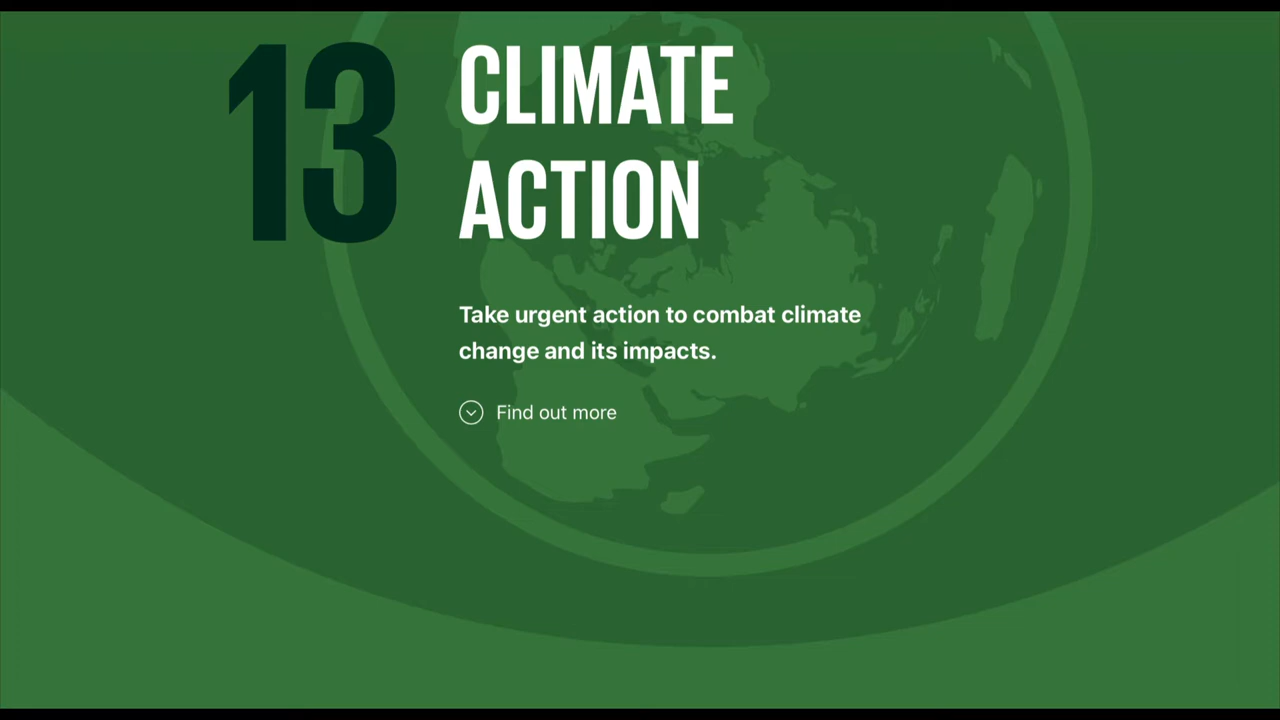 13
CLIMATE
ACTION
Take urgent action to combat climate
change and its impacts.
Find out more